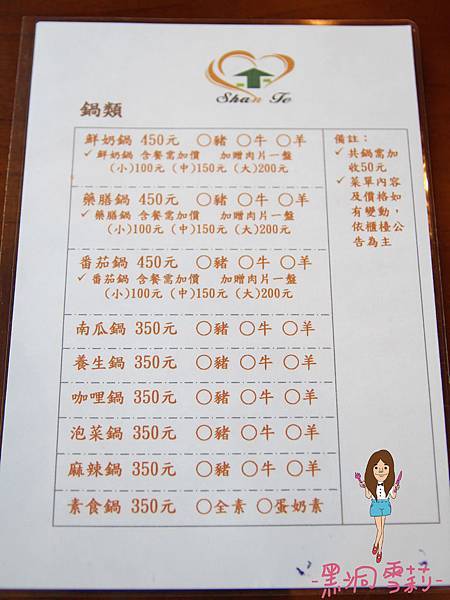 Shan Te
鍋類
鮮奶鍋 450元 ○豬 ○牛 ○羊
✓ 鮮奶鍋 含餐需加價 加贈肉片一盤
(小)100元 (中)150元 (大)200元
藥膳鍋 450元 ○豬 ○牛 ○羊
✓ 藥膳鍋 含餐需加價 加贈肉片一盤
(小)100元 (中)150元 (大)200元
番茄鍋 450元 ○豬 ○牛 ○羊
✓ 番茄鍋 含餐需加價 加贈肉片一盤
(小)100元 (中)150元 (大)200元
南瓜鍋 350元 ○豬 ○牛 ○羊
養生鍋 350元 ○豬 ○牛 ○羊
咖哩鍋 350元 ○豬 ○牛 ○羊
泡菜鍋 350元 ○豬 ○牛 ○羊
麻辣鍋 350元 ○豬 ○牛 ○羊
素食鍋 350元 ○全素 ○蛋奶素
備註：
✓ 共鍋需加
收50元
✓ 菜單內容
及價格如
有變動，
依櫃檯公
告為主
-黑洞雪莉-